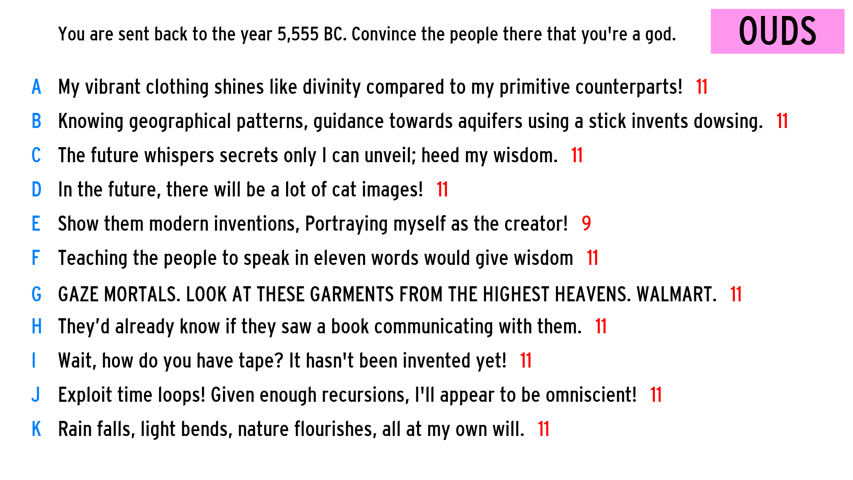 You are sent back to the year 5,555 BC. Convince the people there that you're a god.
OUDS
A My vibrant clothing shines like divinity compared to my primitive counterparts! 11
B Knowing geographical patterns, guidance towards aquifers using a stick invents dowsing. 11
C The future whispers secrets only I can unveil; heed my wisdom. 11
D In the future, there will be a lot of cat images! 11
E Show them modern inventions, Portraying myself as the creator! 9
F Teaching the people to speak in eleven words would give wisdom 11
G GAZE MORTALS. LOOK AT THESE GARMENTS FROM THE HIGHEST HEAVENS. WALMART. 11
H They’d already know if they saw a book communicating with them. 11
I Wait, how do you have tape? It hasn't been invented yet! 11
J Exploit time loops! Given enough recursions, I'll appear to be omniscient! 11
K Rain falls, light bends, nature flourishes, all at my own will. 11